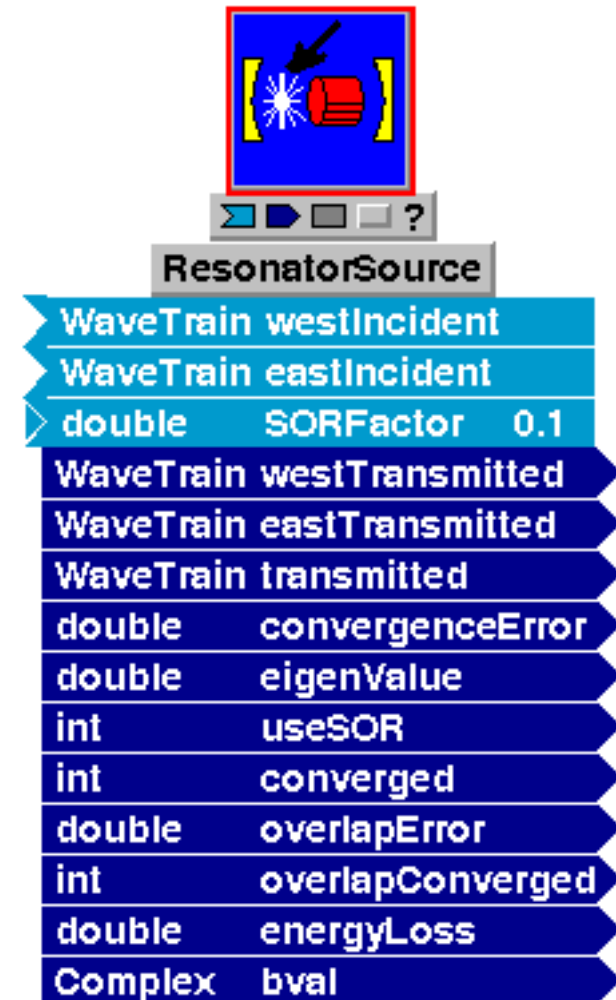 ?
ResonatorSource
WaveTrain westIncident
WaveTrain eastIncident
double SORFactor 0.1
WaveTrain westTransmitted
WaveTrain eastTransmitted
WaveTrain transmitted
double convergenceError
double eigenValue
int useSOR
int converged
double overlapError
int overlapConverged
double energyLoss
Complex bval